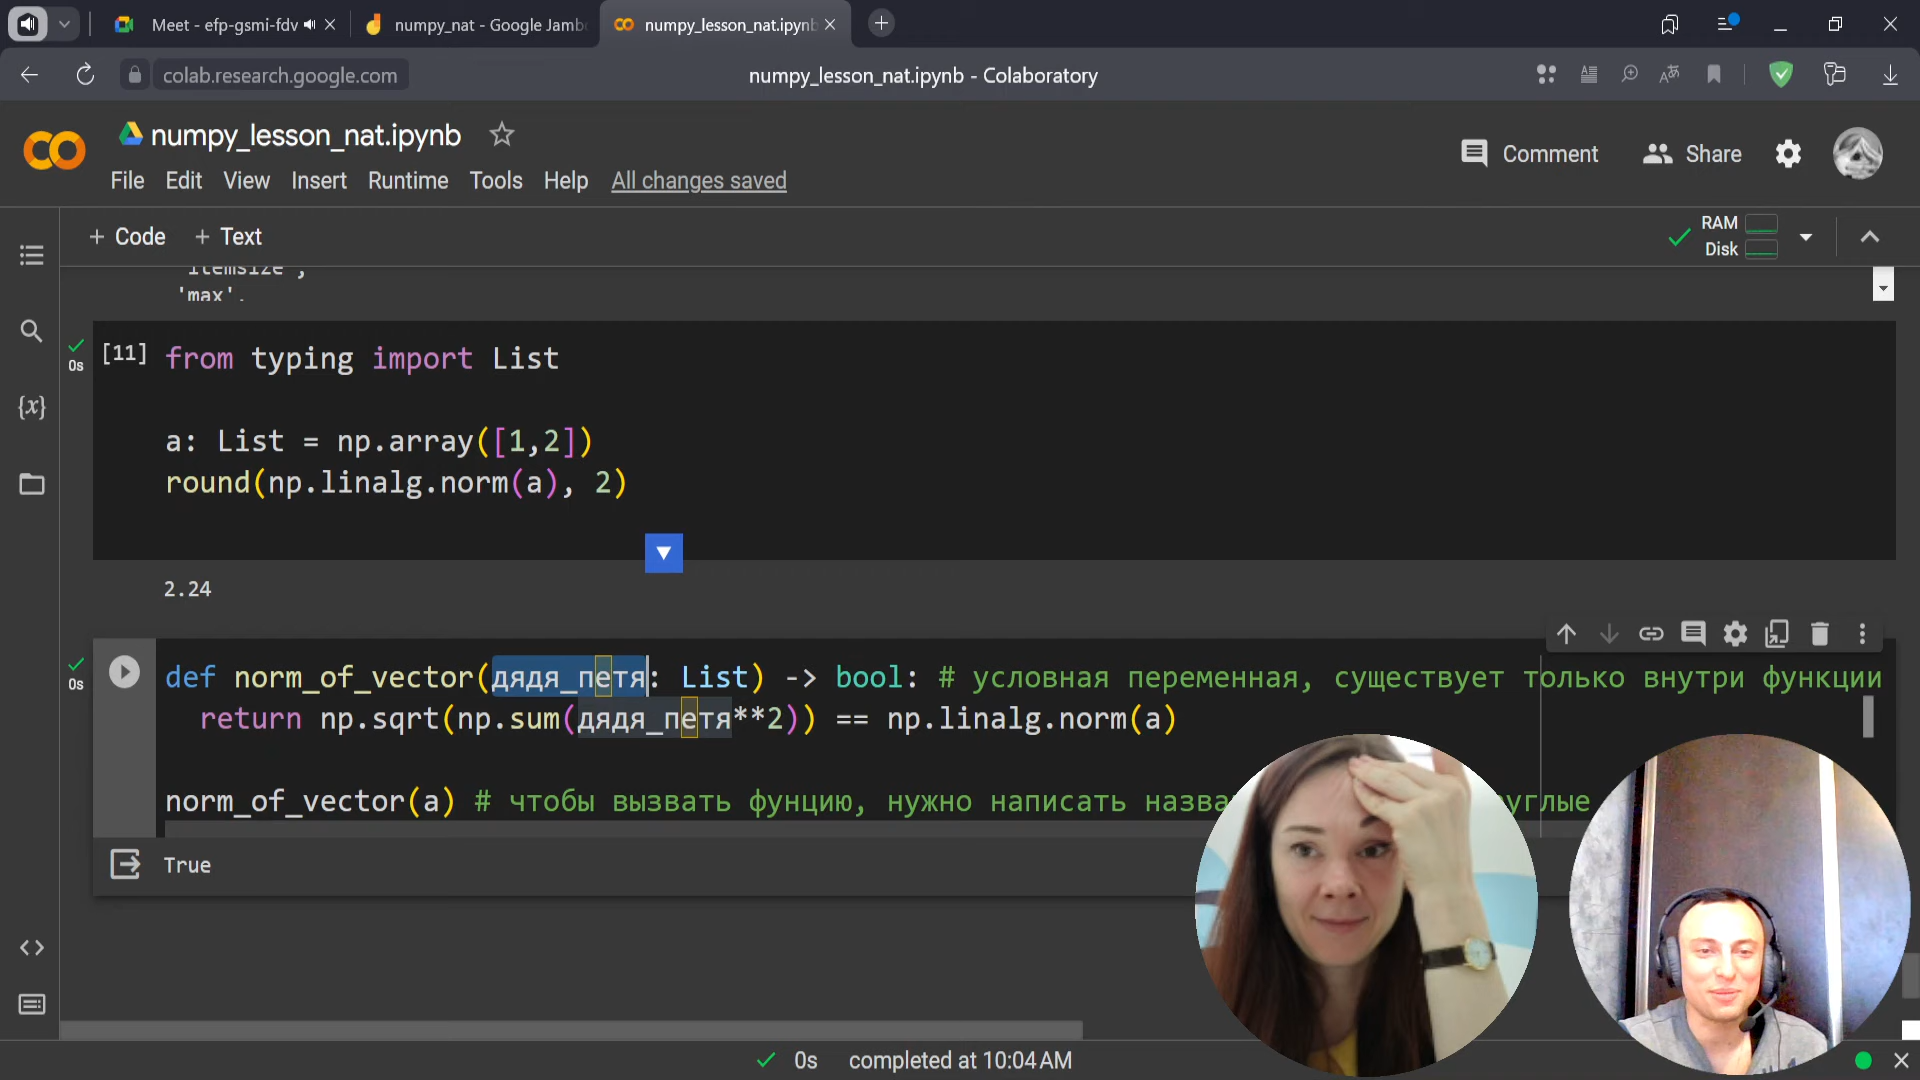 Meet - efp-gsmi-fdv
numpy_nat - Google Jamb
numpy_lesson_nat.ipynb
colab.research.google.com
numpy_lesson_nat.ipynb - Colaboratory
numpy_lesson_nat.ipynb
Comment
Share
File Edit View Insert Runtime Tools Help All changes saved
+ Code + Text
RAM
Disk
'itemsize',
'max',
0s
[11] from typing import List
a: List = np.array([1,2])
round(np.linalg.norm(a), 2)
2.24
0s
def norm_of_vector(дядя_петя: List) -> bool: # условная переменная, существует только внутри функции
return np.sqrt(np.sum(дядя_петя**2)) == np.linalg.norm(a)
norm_of_vector(a) # чтобы вызвать фунцию, нужно написать
True
0s completed at 10:04 AM